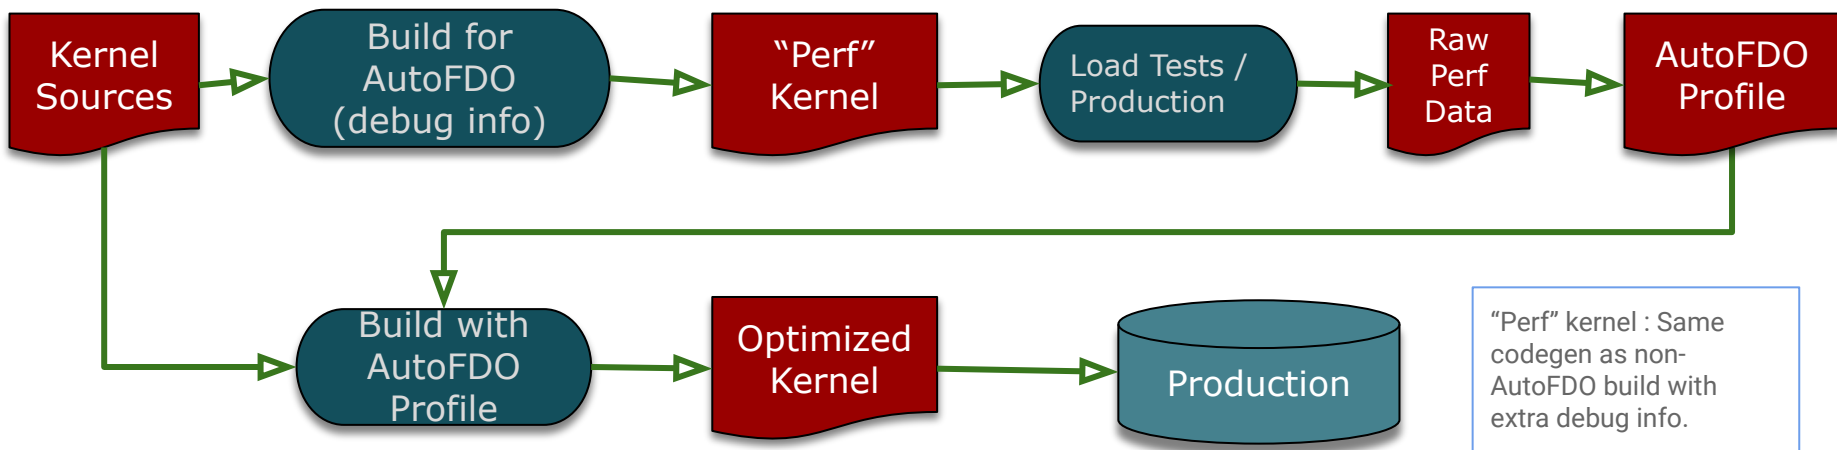 Kernel
Sources
Build for
AutoFDO
(debug info)
“Perf”
Kernel
Load Tests /
Production
Raw
Perf
Data
AutoFDO
Profile
Build with
AutoFDO
Profile
Optimized
Kernel
Production
“Perf” kernel : Same
codegen as non-
AutoFDO build with
extra debug info.